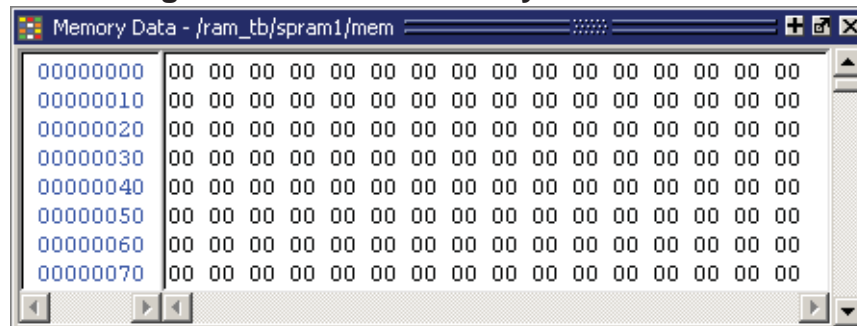 Memory Data - /ram_tb/spram1/mem
00000000 00 00 00 00 00 00 00 00 00 00 00 00 00 00 00 00
00000010 00 00 00 00 00 00 00 00 00 00 00 00 00 00 00 00
00000020 00 00 00 00 00 00 00 00 00 00 00 00 00 00 00 00
00000030 00 00 00 00 00 00 00 00 00 00 00 00 00 00 00 00
00000040 00 00 00 00 00 00 00 00 00 00 00 00 00 00 00 00
00000050 00 00 00 00 00 00 00 00 00 00 00 00 00 00 00 00
00000060 00 00 00 00 00 00 00 00 00 00 00 00 00 00 00 00
00000070 00 00 00 00 00 00 00 00 00 00 00 00 00 00 00 00